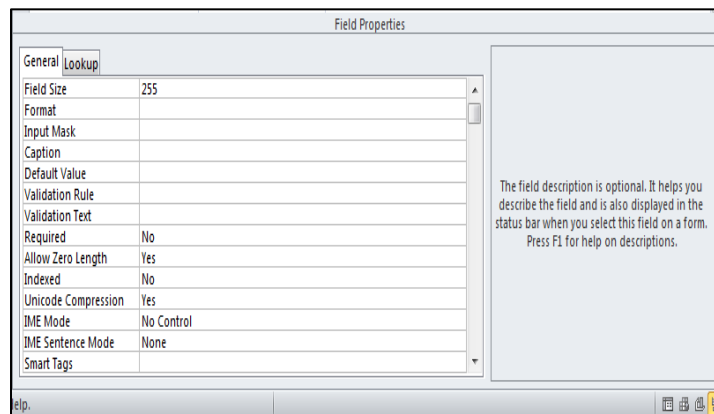 Field Properties
General Lookup
Field Size 255
Format
Input Mask
Caption
Default Value
Validation Rule
Validation Text
Required No
Allow Zero Length Yes
Indexed No
Unicode Compression Yes
IME Mode No Control
IME Sentence Mode None
Smart Tags
The field description is optional. It helps you
describe the field and is also displayed in the
status bar when you select this field on a form.
Press F1 for help on descriptions.
elp.